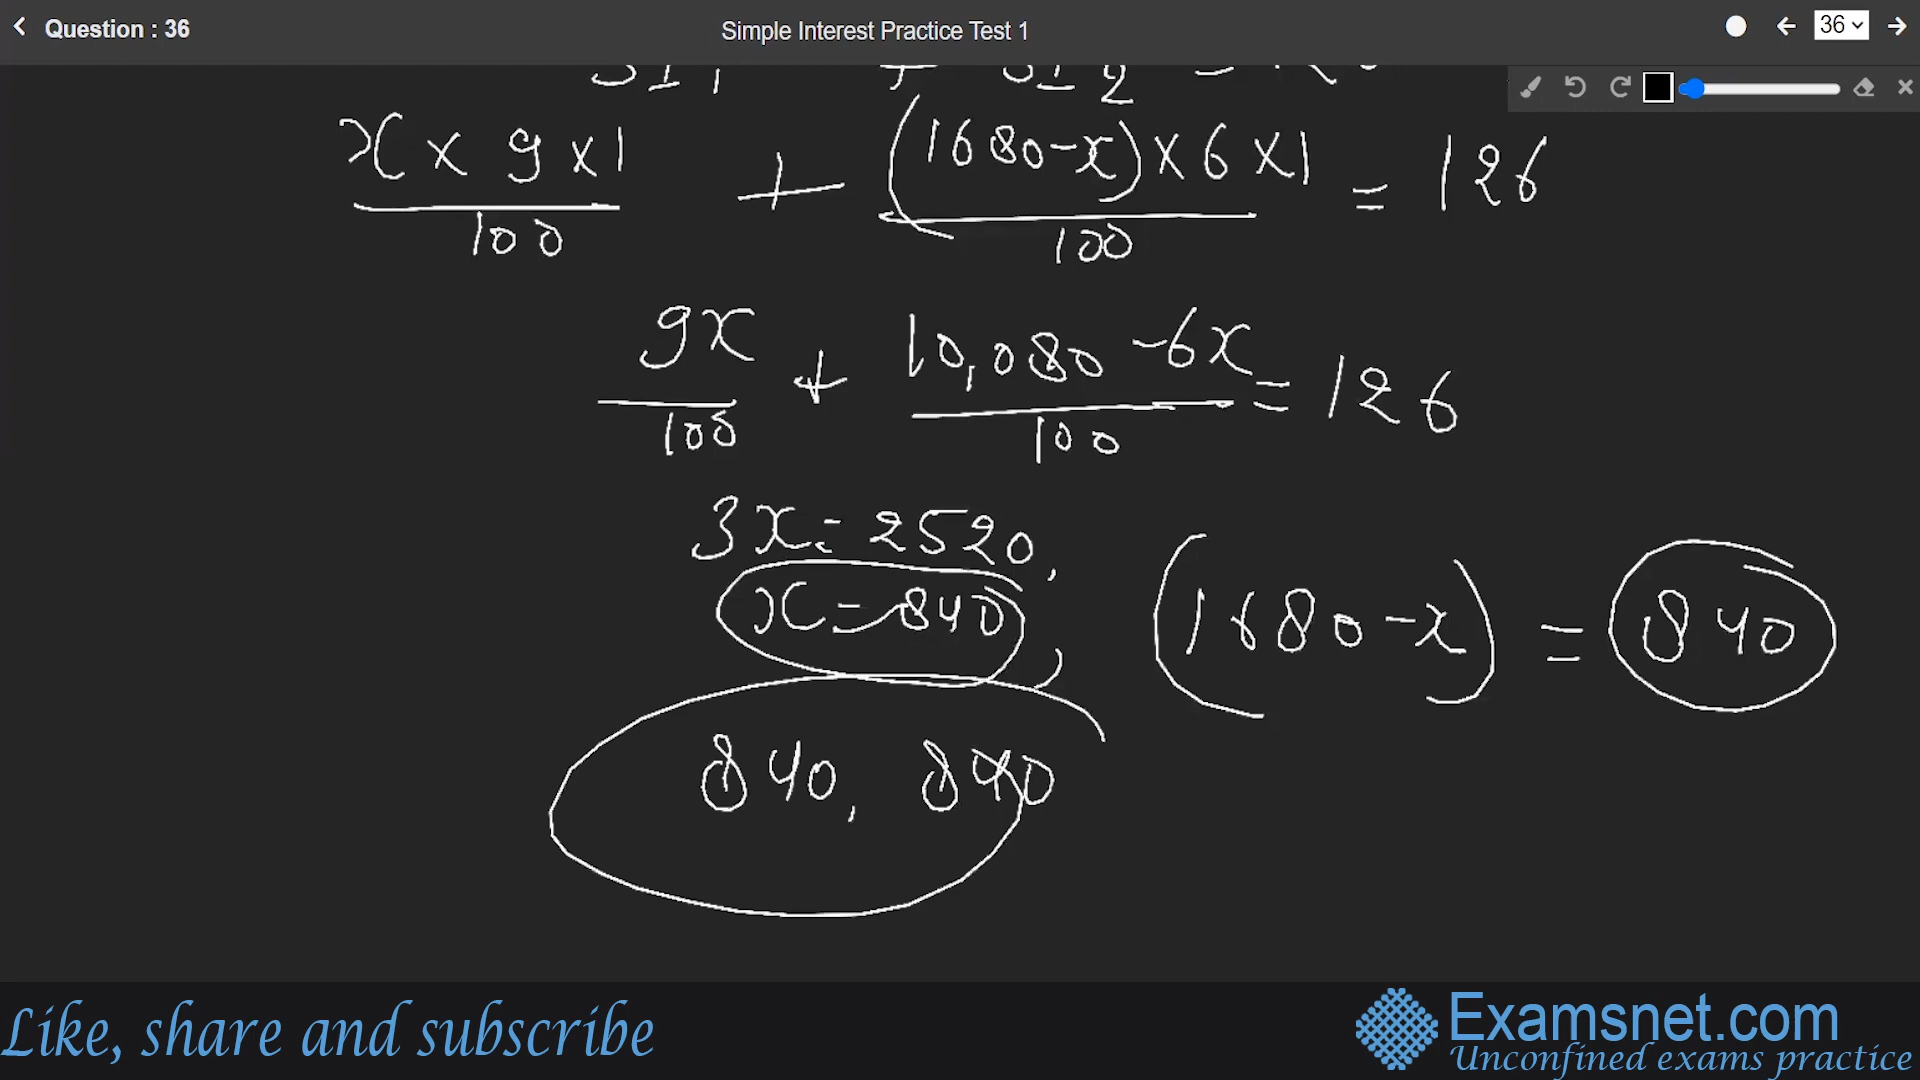 Question : 36
Simple Interest Practice Test 1
36
SI1 + SI2 =
x × 9 × 1 / 100 + (1680-x) × 6 × 1 / 100 = 126
9x / 100 + 10,080 -6x / 100 = 126
3x = 2520,
x = 840, (1680-x) = 840
840, 840
Like, share and subscribe
Examsnet.com
Unconfined exams practice